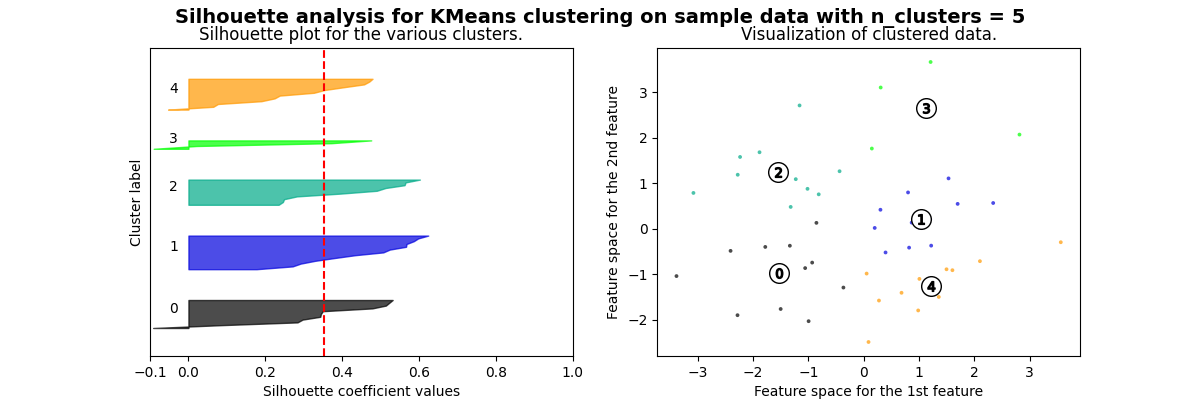 Silhouette analysis for KMeans clustering on sample data with n_clusters = 5
Silhouette plot for the various clusters.
Cluster label
4
3
2
1
0
−0.1 0.0 0.2 0.4 0.6 0.8 1.0
Silhouette coefficient values
Visualization of clustered data.
Feature space for the 2nd feature
3
2
1
0
−1
−2
3
2
1
0
4
−3 −2 −1 0 1 2 3
Feature space for the 1st feature